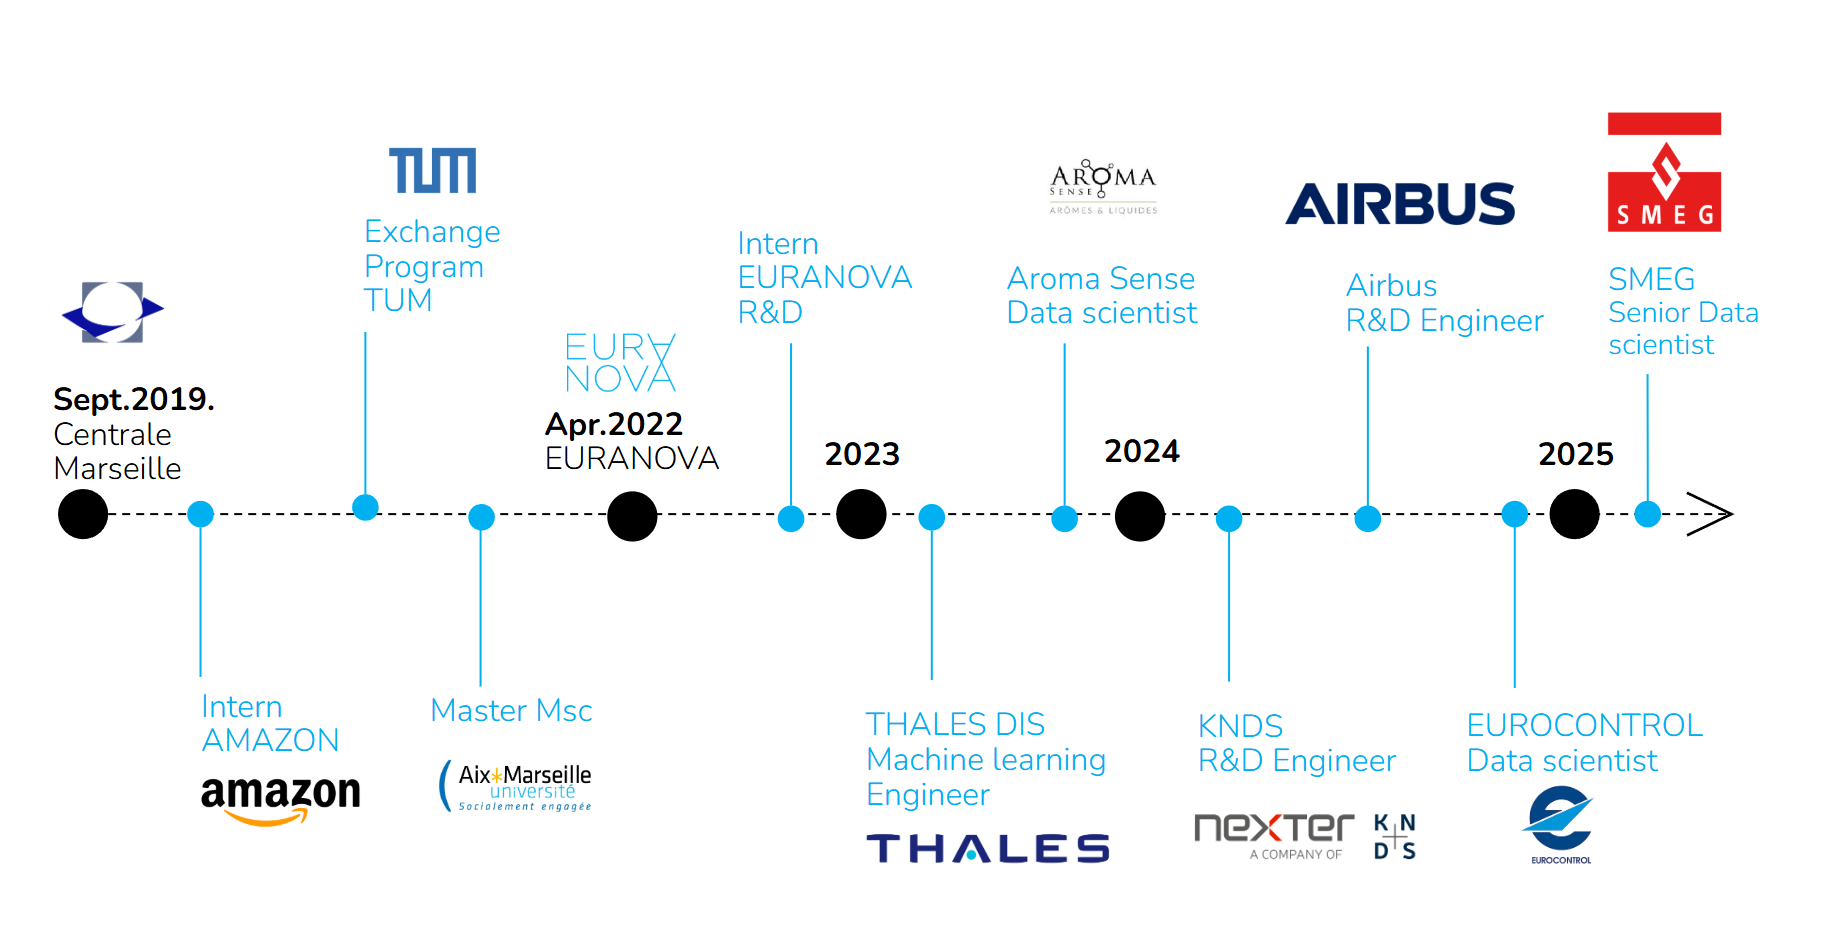 TUM
Exchange
Program
TUM
Sept.2019.
Centrale
Marseille
Intern
AMAZON
amazon
Master Msc
Aix*Marseille
université
Socialement engagée
EURA
NOVA
Apr.2022
EURANOVA
Intern
EURANOVA
R&D
2023
THALES DIS
Machine learning
Engineer
THALES
AROMA
SENSE
ARÔMES & LIQUIDES
Aroma Sense
Data scientist
2024
KNDS
R&D Engineer
nexter
A COMPANY OF
K N
D S
AIRBUS
Airbus
R&D Engineer
EUROCONTROL
Data scientist
EUROCONTROL
2025
SMEG
SMEG
Senior Data
scientist